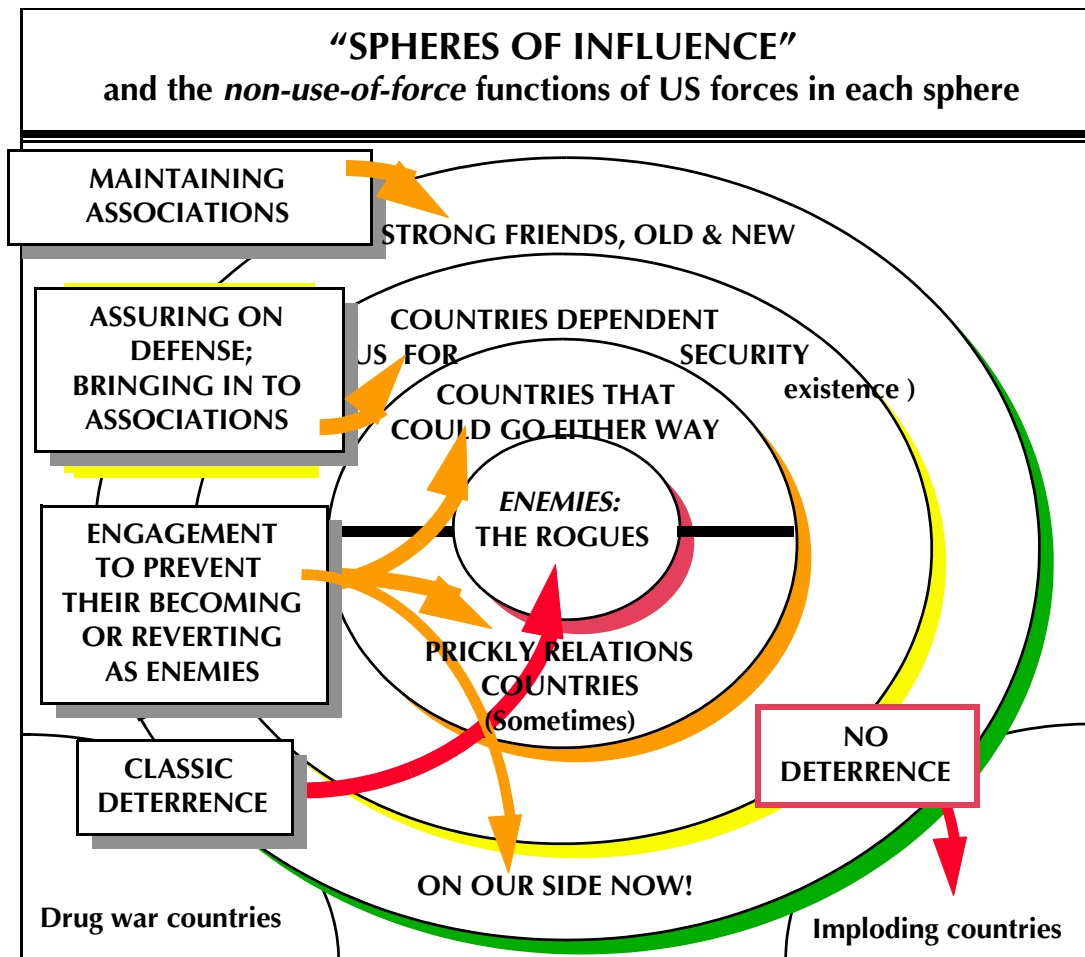 “SPHERES OF INFLUENCE”
and the non-use-of-force functions of US forces in each sphere
MAINTAINING
ASSOCIATIONS
STRONG FRIENDS, OLD & NEW
ASSURING ON
DEFENSE;
BRINGING IN TO
ASSOCIATIONS
COUNTRIES DEPENDENT
US FOR SECURITY
existence )
COUNTRIES THAT
COULD GO EITHER WAY
ENEMIES:
THE ROGUES
ENGAGEMENT
TO PREVENT
THEIR BECOMING
OR REVERTING
AS ENEMIES
PRICKLY RELATIONS
COUNTRIES
(Sometimes)
CLASSIC
DETERRENCE
NO
DETERRENCE
ON OUR SIDE NOW!
Drug war countries
Imploding countries